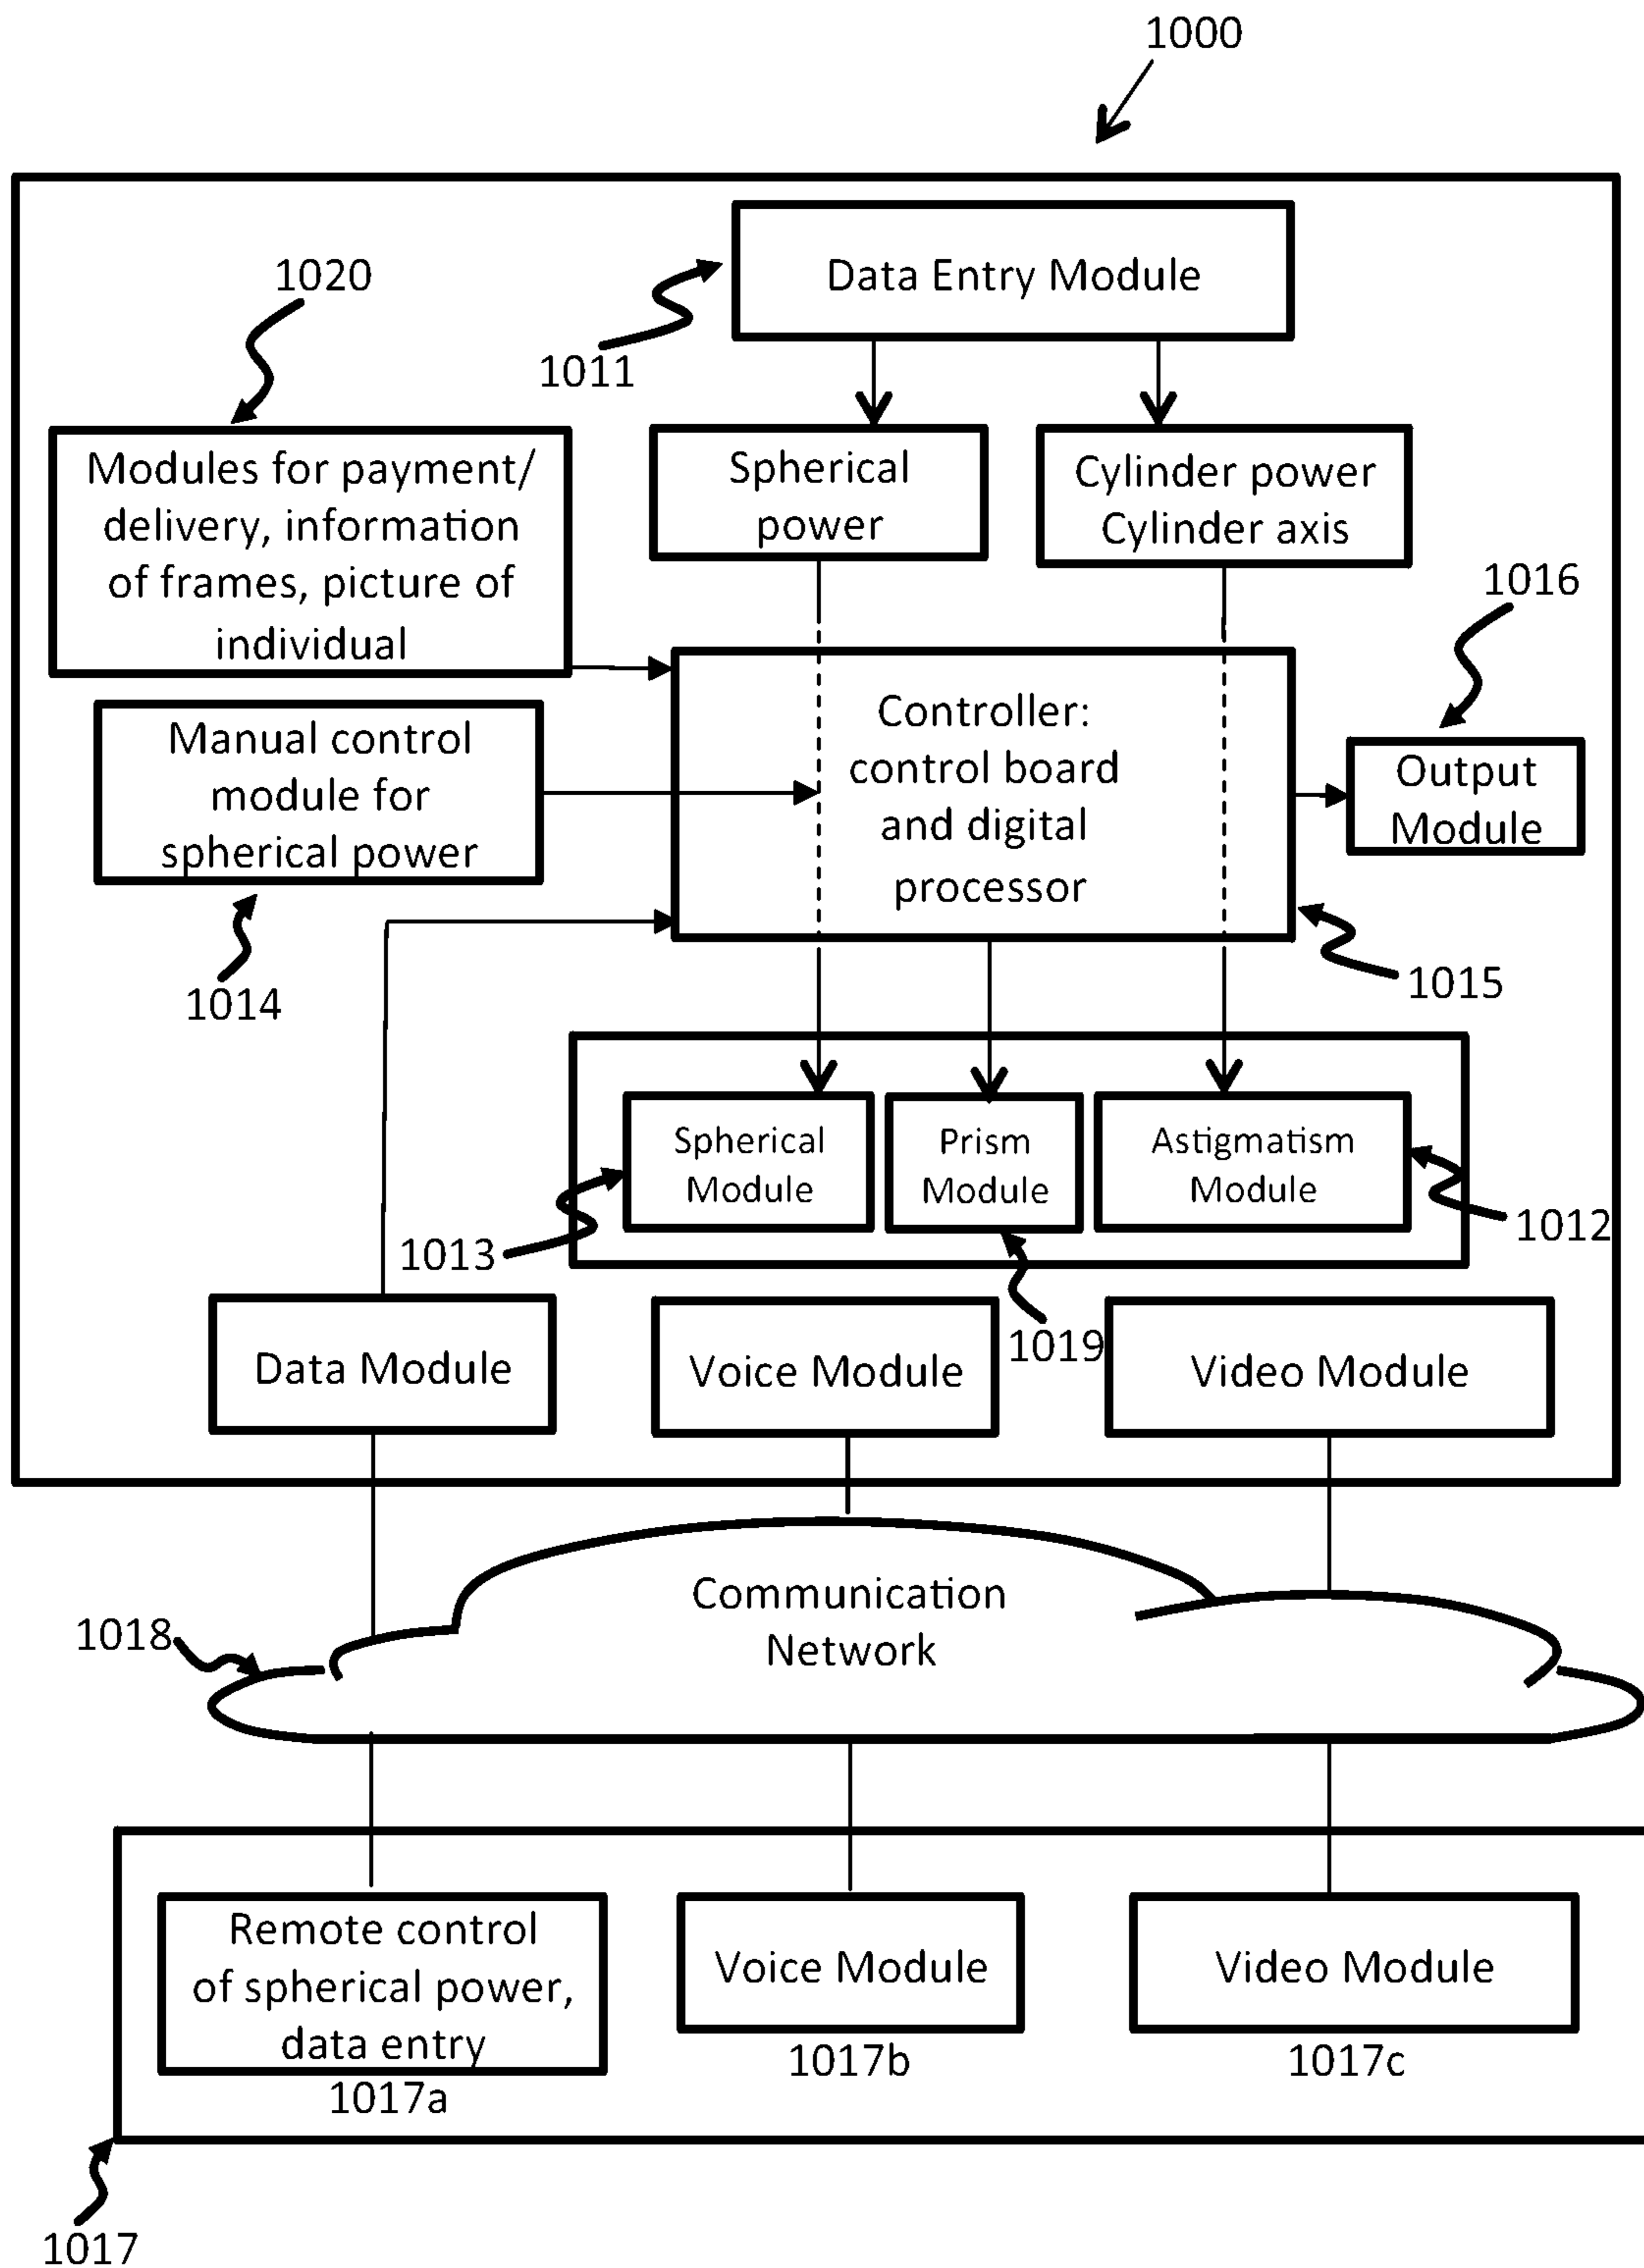 1000
Data Entry Module
1020
1011
Modules for payment/
delivery, information
of frames, picture of
individual
Spherical
power
Cylinder power
Cylinder axis
1016
Manual control
module for
spherical power
Controller:
control board
and digital
processor
Output
Module
1014
1015
Spherical
Module
Prism
Module
Astigmatism
Module
1013
1012
1019
Data Module
Voice Module
Video Module
Communication
Network
1018
Remote control
of spherical power,
data entry
1017a
Voice Module
1017b
Video Module
1017c
1017